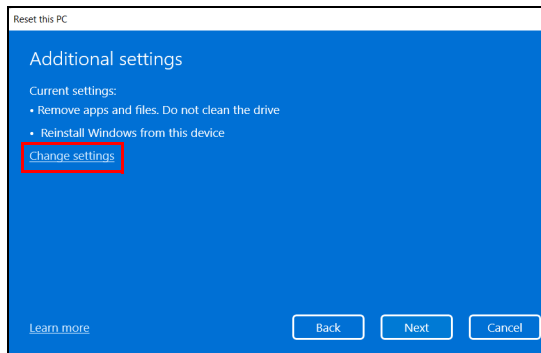 Reset this PC
Additional settings
Current settings:
• Remove apps and files. Do not clean the drive
• Reinstall Windows from this device
Change settings
Learn more
Back
Next
Cancel